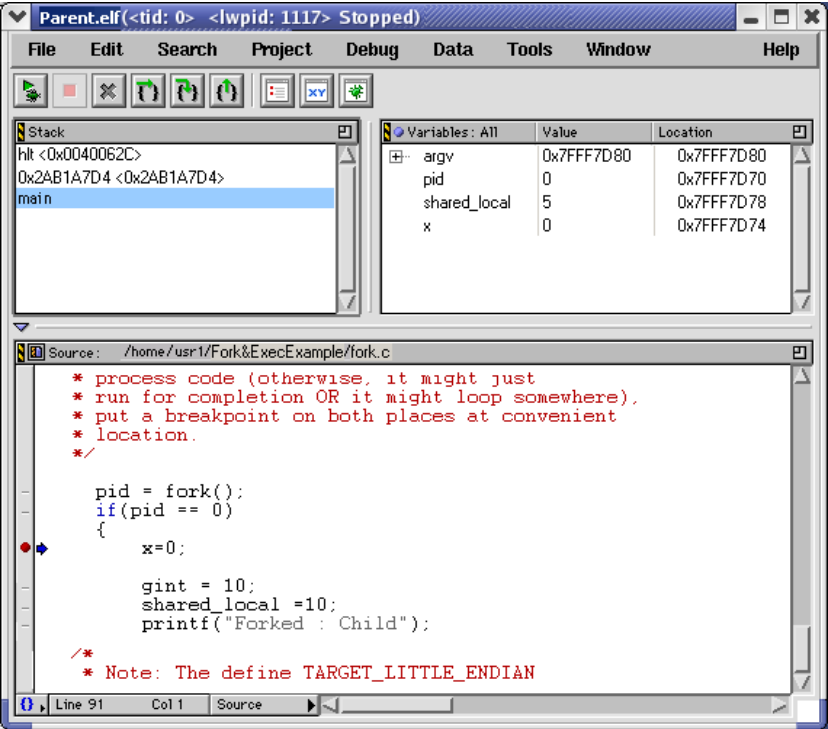 Parent.elf(<tid: 0> <lwpid: 1117> Stopped)
File Edit Search Project Debug Data Tools Window Help
XY
Stack
hlt <0x0040062C>
0x2AB1A7D4 <0x2AB1A7D4>
main
Variables: All Value Location
argv 0x7FFF7D80 0x7FFF7D80
pid 0 0x7FFF7D70
shared_local 5 0x7FFF7D78
x 0 0x7FFF7D74
Source: /home/usr1/Fork&ExecExample/fork.c
* process code (otherwise, it might just
* run for completion OR it might loop somewhere),
* put a breakpoint on both places at convenient
* location.
*/
pid = fork();
if(pid == 0)
{
x=0;
gint = 10;
shared_local =10;
printf("Forked : Child");
/*
* Note: The define TARGET_LITTLE_ENDIAN
Line 91 Col 1 Source